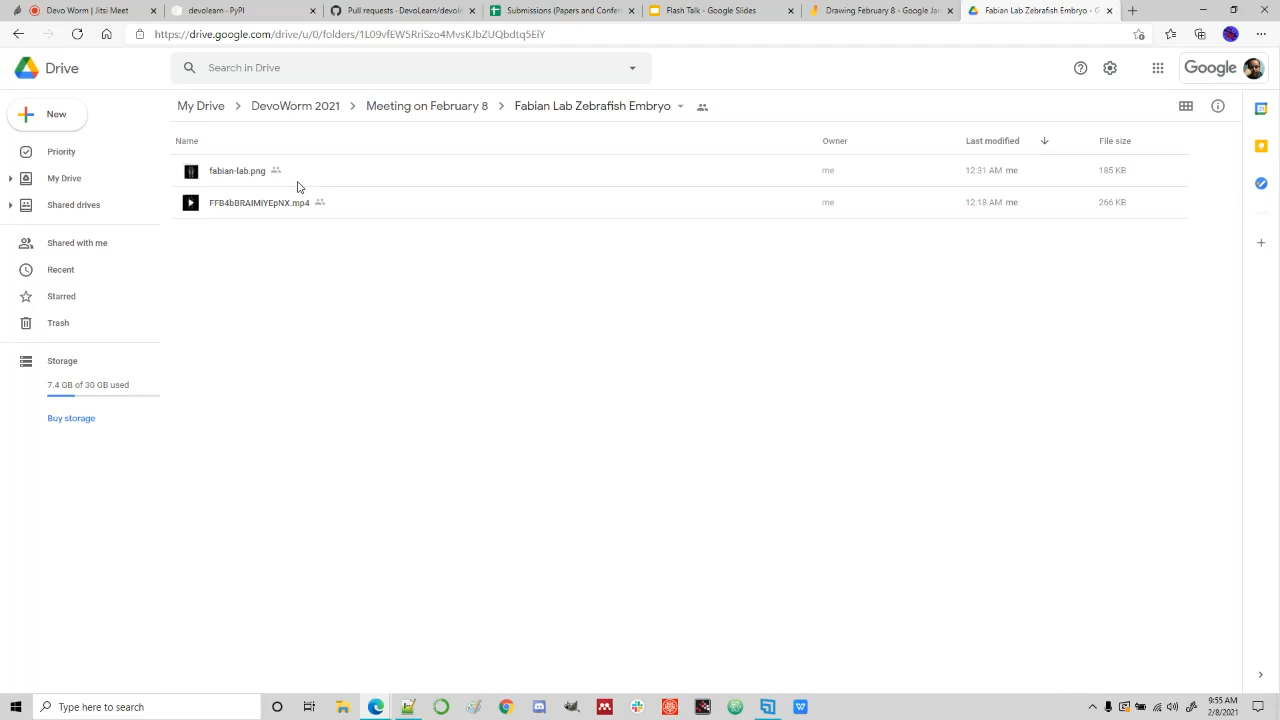 Devo Worm | Jitsi Meet
devolearn - PyPI
Pull requests · DevoLearn/devol
Submissions (Papers and Confere
Flash Talk - Google Slides
Drawing February 8 - Google Jam
Fabian Lab Zebrafish Embryo - G
https://drive.google.com/drive/u/0/folders/1L09vfEW5RriSzo4MvsKJbZUQbdtq5EiY
Drive
Search in Drive
Google
New
My Drive > DevoWorm 2021 > Meeting on February 8 > Fabian Lab Zebrafish Embryo
Name
Owner
Last modified
File size
Priority
fabian-lab.png
me
12:31 AM me
185 KB
My Drive
FFB4bBRAIMiYEpNX.mp4
me
12:18 AM me
266 KB
Shared drives
Shared with me
Recent
Starred
Trash
Storage
7.4 GB of 30 GB used
Buy storage
Type here to search
9:55 AM
2/8/2021